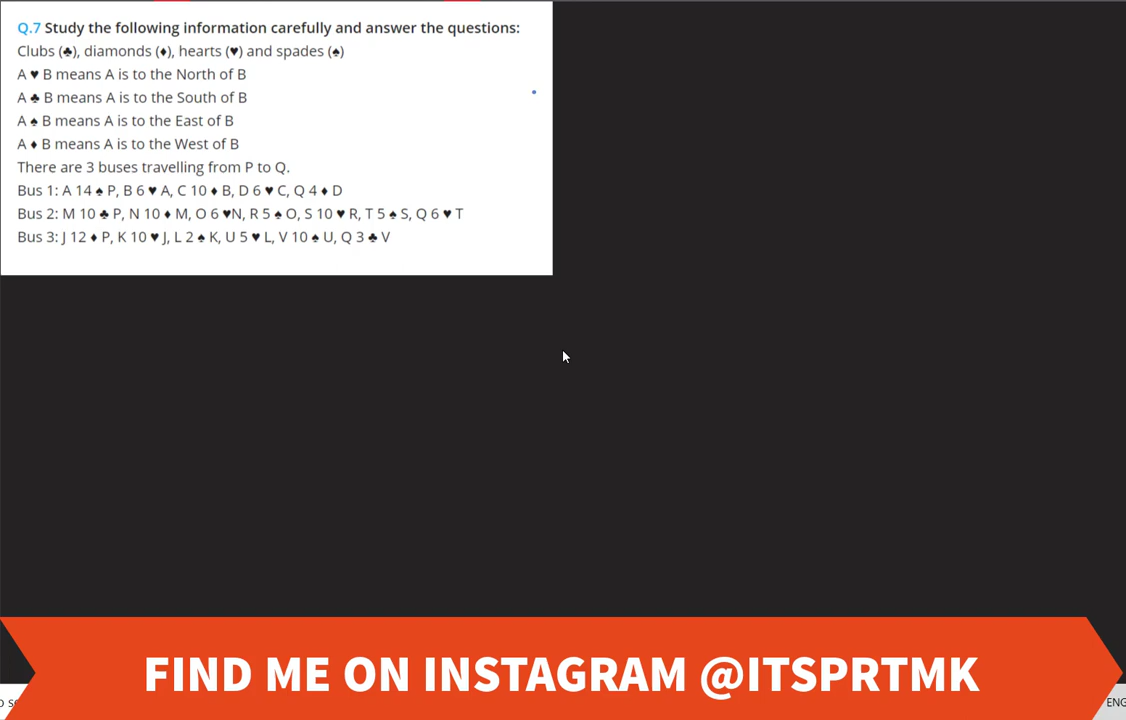 Q.7 Study the following information carefully and answer the questions:
Clubs (♣), diamonds (♦), hearts (♥) and spades (♠)
A ♥ B means A is to the North of B
A ♣ B means A is to the South of B
A ♠ B means A is to the East of B
A ♦ B means A is to the West of B
There are 3 buses travelling from P to Q.
Bus 1: A 14 ♠ P, B 6 ♥ A, C 10 ♦ B, D 6 ♥ C, Q 4 ♦ D
Bus 2: M 10 ♣ P, N 10 ♦ M, O 6 ♥N, R 5 ♠ O, S 10 ♥ R, T 5 ♠ S, Q 6 ♥ T
Bus 3: J 12 ♦ P, K 10 ♥ J, L 2 ♠ K, U 5 ♥ L, V 10 ♠ U, Q 3 ♣ V
FIND ME ON INSTAGRAM @ITSPRTMK
ENG